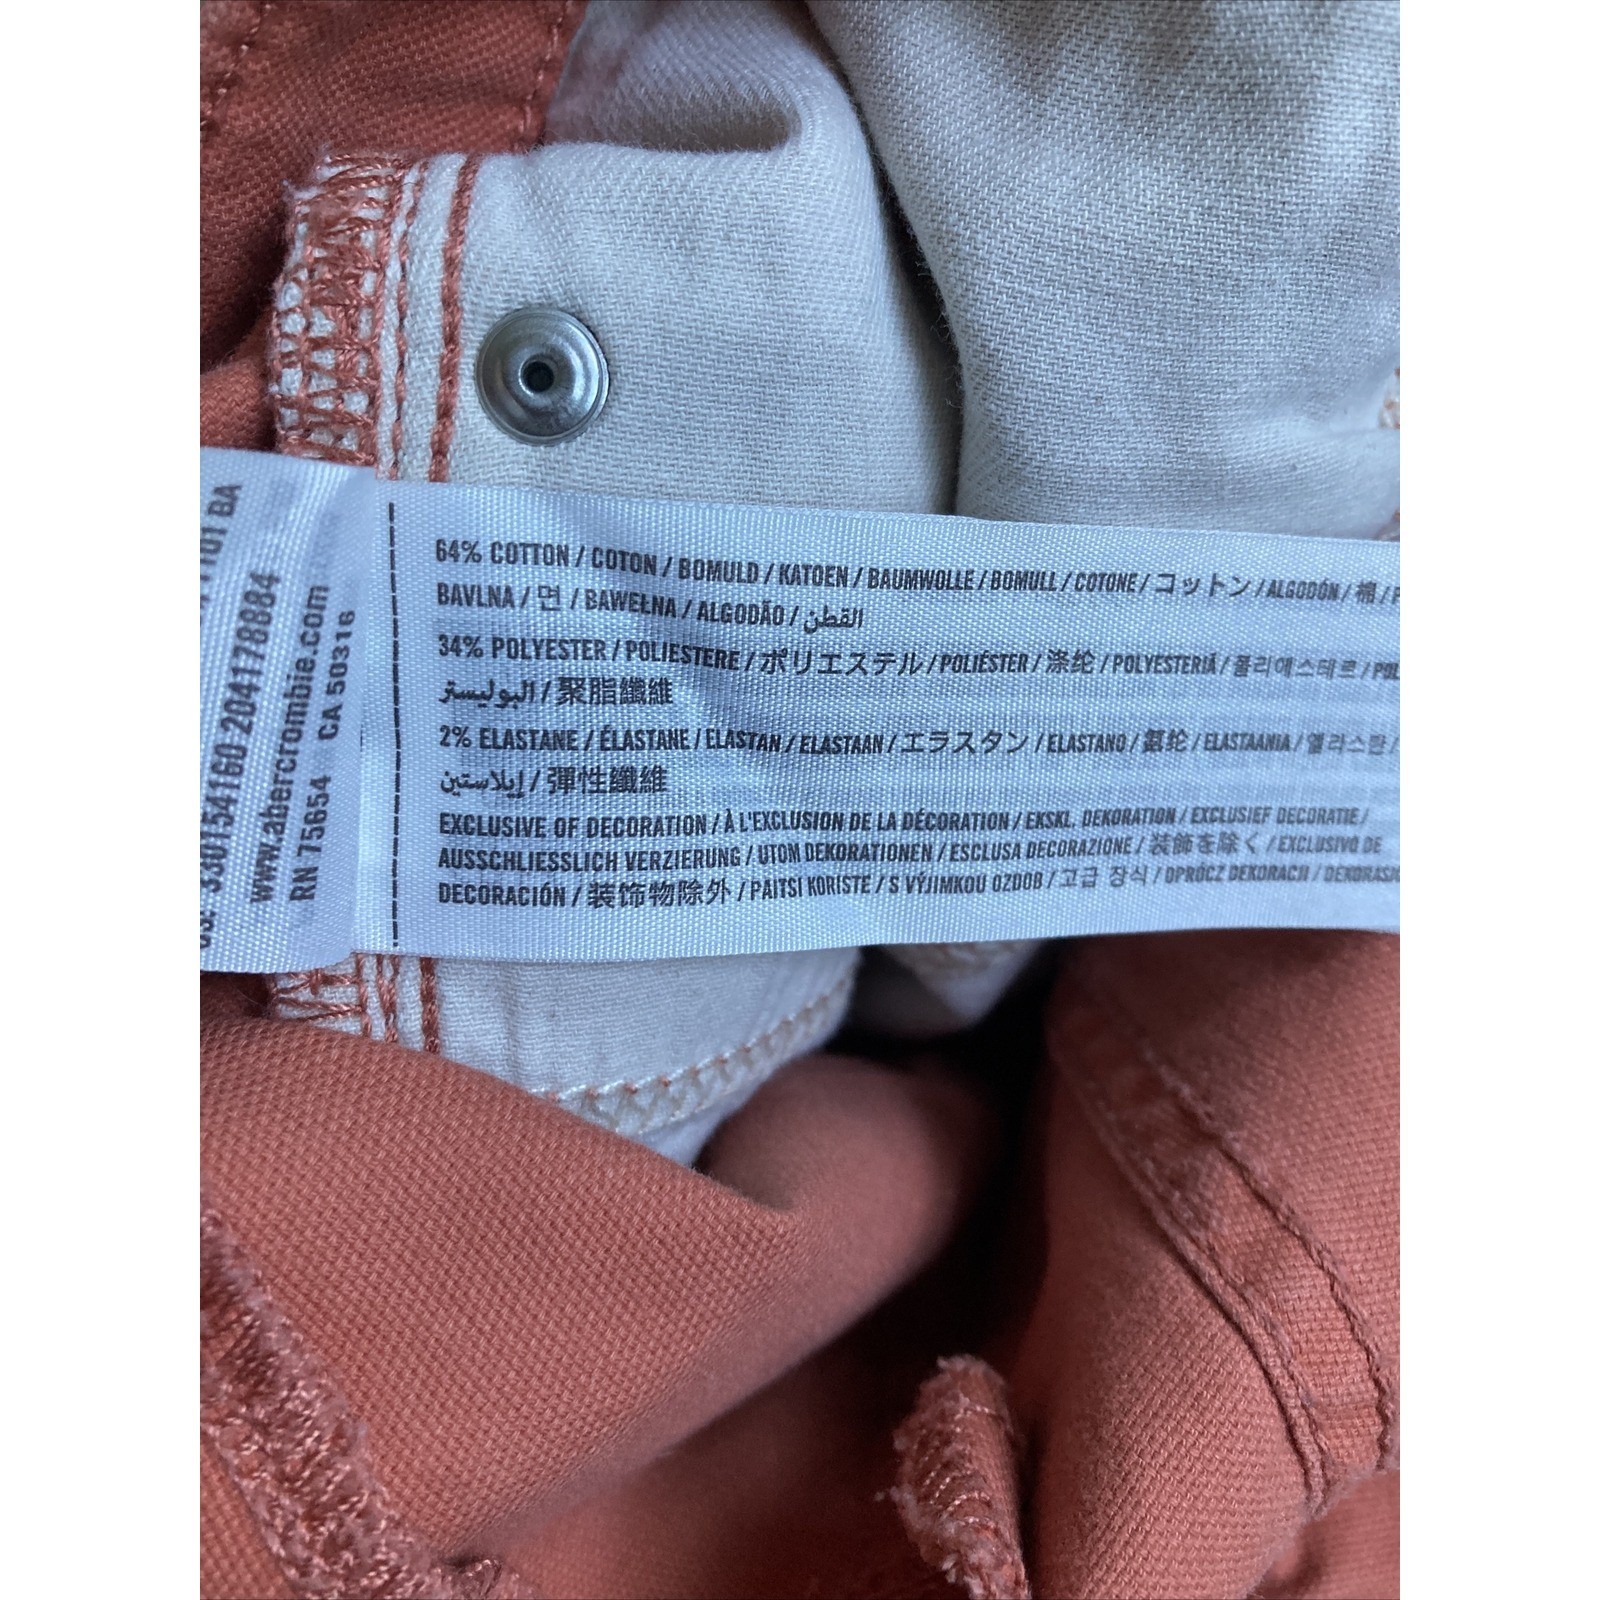 64% COTTON / COTON / BOMULD / KATOEN / BAUMWOLLE / BOMULL / COTONE / コットン / ALGODÓN / 棉 /
BAVLNA / 면 / BAWEŁNA / ALGODÃO / القطن
34% POLYESTER / POLIESTERE / ポリエステル / POLIÉSTER / 涤纶 / POLYESTERIÄ / 폴리에스테르 /
البوليستر / 聚脂纖維
2% ELASTANE / ÉLASTANE / ELASTAN / ELASTAAN / エラスタン / ELASTANO / 氨纶 / ELASTAANIA / 엘라스탄 /
إيلاستين / 彈性纖維
EXCLUSIVE OF DECORATION / À L'EXCLUSION DE LA DÉCORATION / EKSKL. DEKORATION / EXCLUSIEF DECORATIE /
AUSSCHLIESSLICH VERZIERUNG / UTOM DEKORATIONEN / ESCLUSA DECORAZIONE / 装飾を除く / EXCLUSIVO DE
DECORACIÓN / 装饰物除外 / PAITSI KORISTE / S VÝJIMKOU OZDOB / 고급 장식 / OPRÓCZ DEKORACJI /
BA
330154160 204178884
www.abercrombie.com
RN 75654 CA 50316